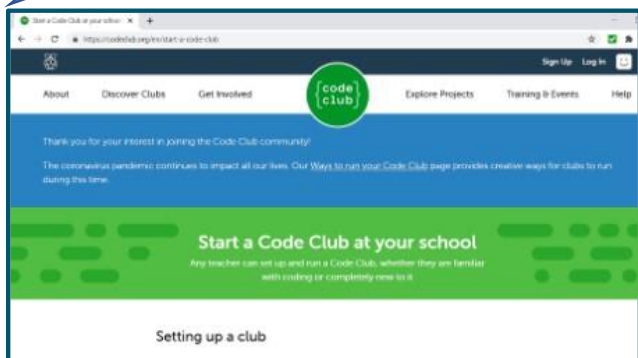 Start a Code Club at your school
https://codeclub.org/en/start-a-code-club
Sign Up Log in
About Discover Clubs Get Involved {code club} Explore Projects Training & Events Help
Thank you for your interest in joining the Code Club community!
The coronavirus pandemic continues to impact all our lives. Our Ways to run your Code Club page provides creative ways for clubs to run
during this time.
Start a Code Club at your school
Any teacher can set up and run a Code Club, whether they are familiar
with coding or completely new to it
Setting up a club